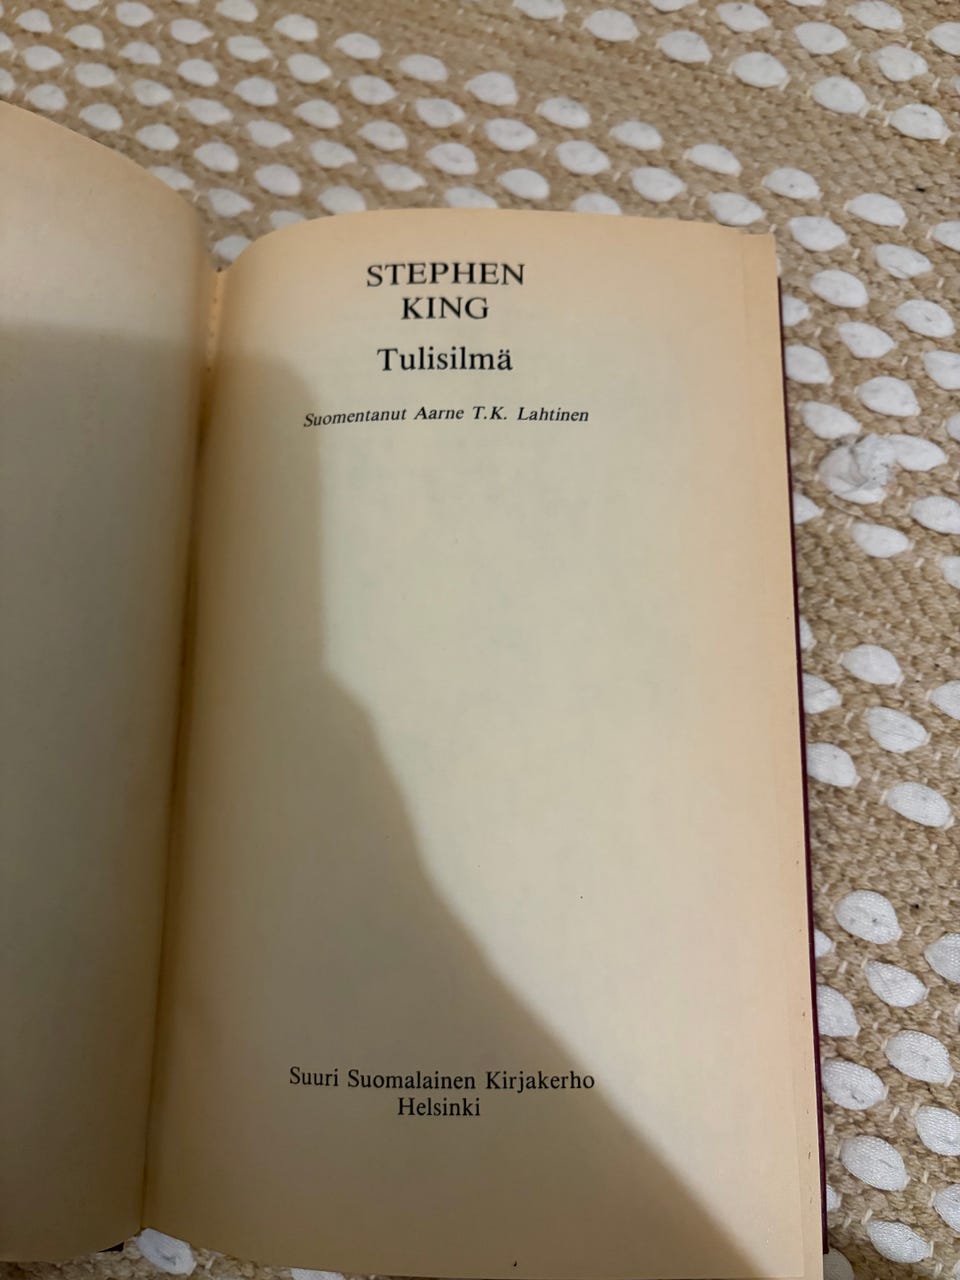 STEPHEN
KING
Tulisilmä
Suomentanut Aarne T.K. Lahtinen
Suuri Suomalainen Kirjakerho
Helsinki